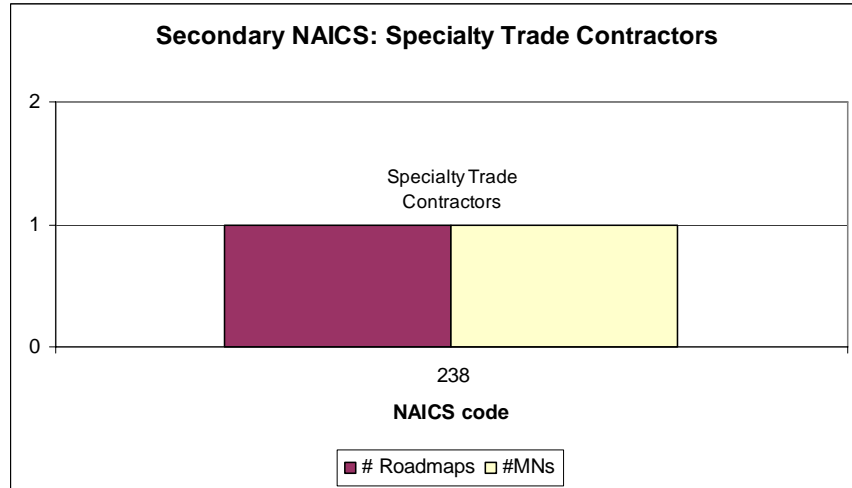 Secondary NAICS: Specialty Trade Contractors
2
Specialty Trade
Contractors
1
0
238
NAICS code
# Roadmaps #MNs